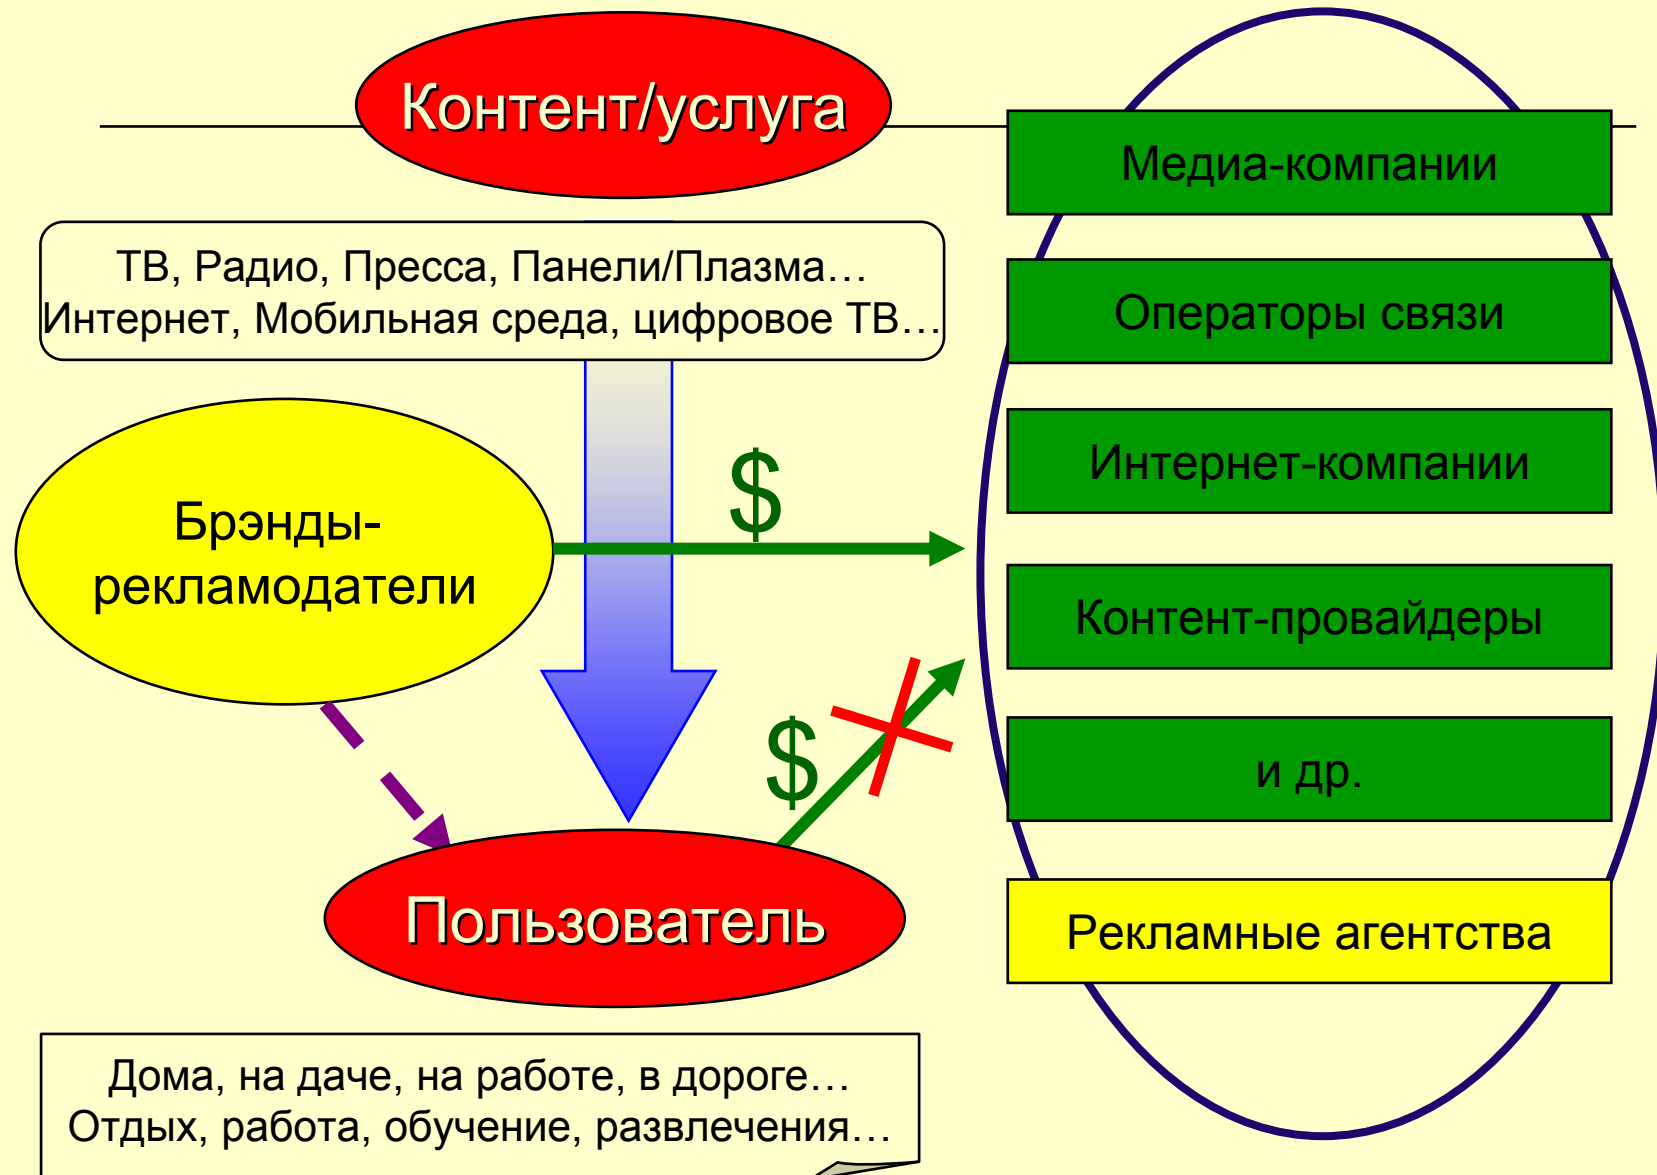 Контент/услуга
ТВ, Радио, Пресса, Панели/Плазма…
Интернет, Мобильная среда, цифровое ТВ…
Брэнды-
рекламодатели
$
$
Пользователь
Дома, на даче, на работе, в дороге…
Отдых, работа, обучение, развлечения…
Медиа-компании
Операторы связи
Интернет-компании
Контент-провайдеры
и др.
Рекламные агентства